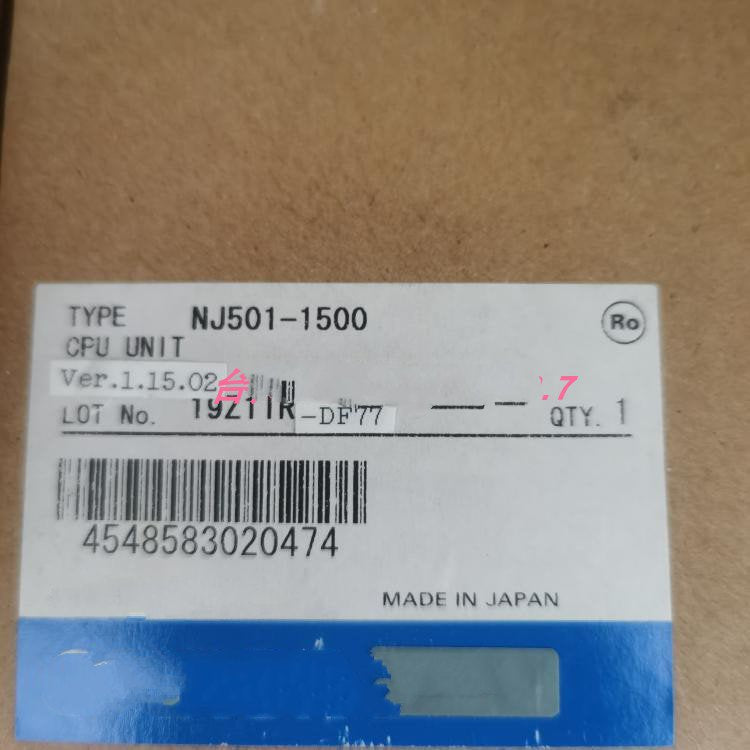 TYPE NJ501-1500
Ro
CPU UNIT
Ver.1.15.02
LOT No. -DF77 QTY. 1
4548583020474
MADE IN JAPAN